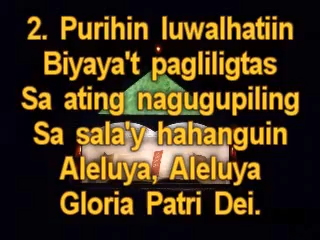 2. Purihin luwalhatiin
Biyaya't pagliligtas
Sa ating nagugupiling
Sa sala'y hahanguin
Aleluya, Aleluya
Gloria Patri Dei.